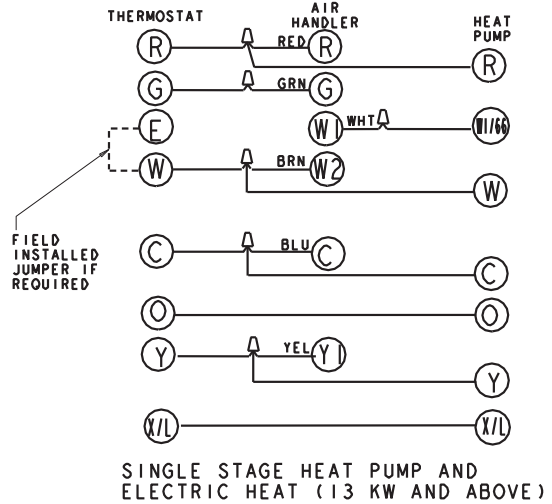 THERMOSTAT
AIR
HANDLER
HEAT
PUMP
R RED R
R
G GRN G
E W1 WHT W1/66
W BRN W2
W
FIELD
INSTALLED
JUMPER IF
REQUIRED
C BLU C
C
O O
Y YEL Y1
Y
X/L X/L
SINGLE STAGE HEAT PUMP AND
ELECTRIC HEAT (13 KW AND ABOVE)